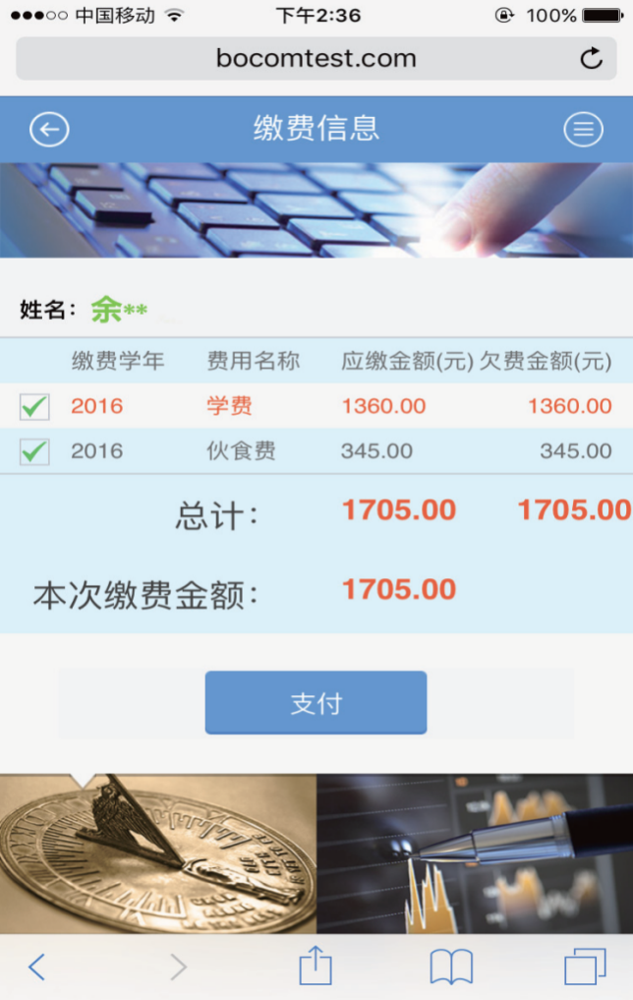 中国移动 下午2:36 100%
bocomtest.com
缴费信息
姓名：余**
缴费学年 费用名称 应缴金额(元) 欠费金额(元)
2016 学费 1360.00 1360.00
2016 伙食费 345.00 345.00
总计： 1705.00 1705.00
本次缴费金额： 1705.00
支付